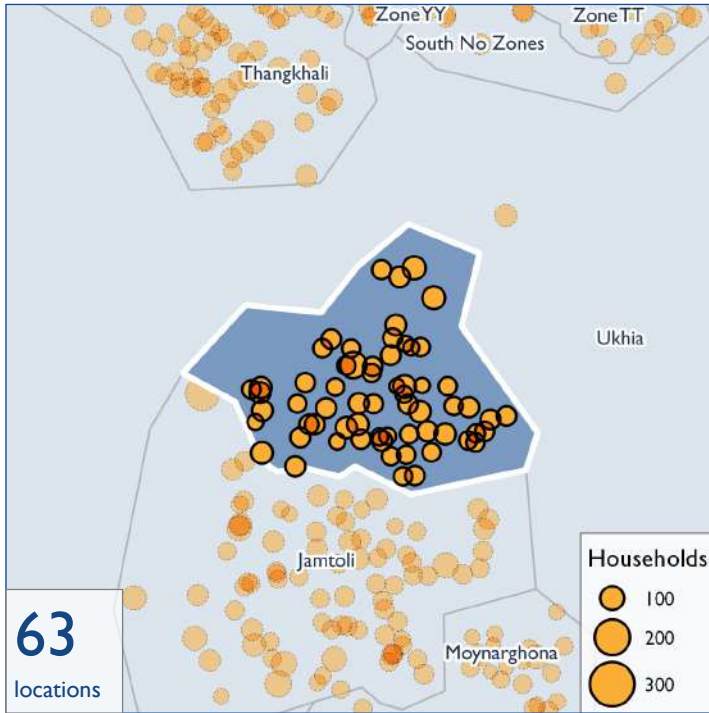 ZoneYY
ZoneTT
South No Zones
Thangkhali
Ukhia
Jamtoli
Moynarghona
63
locations
Households
100
200
300